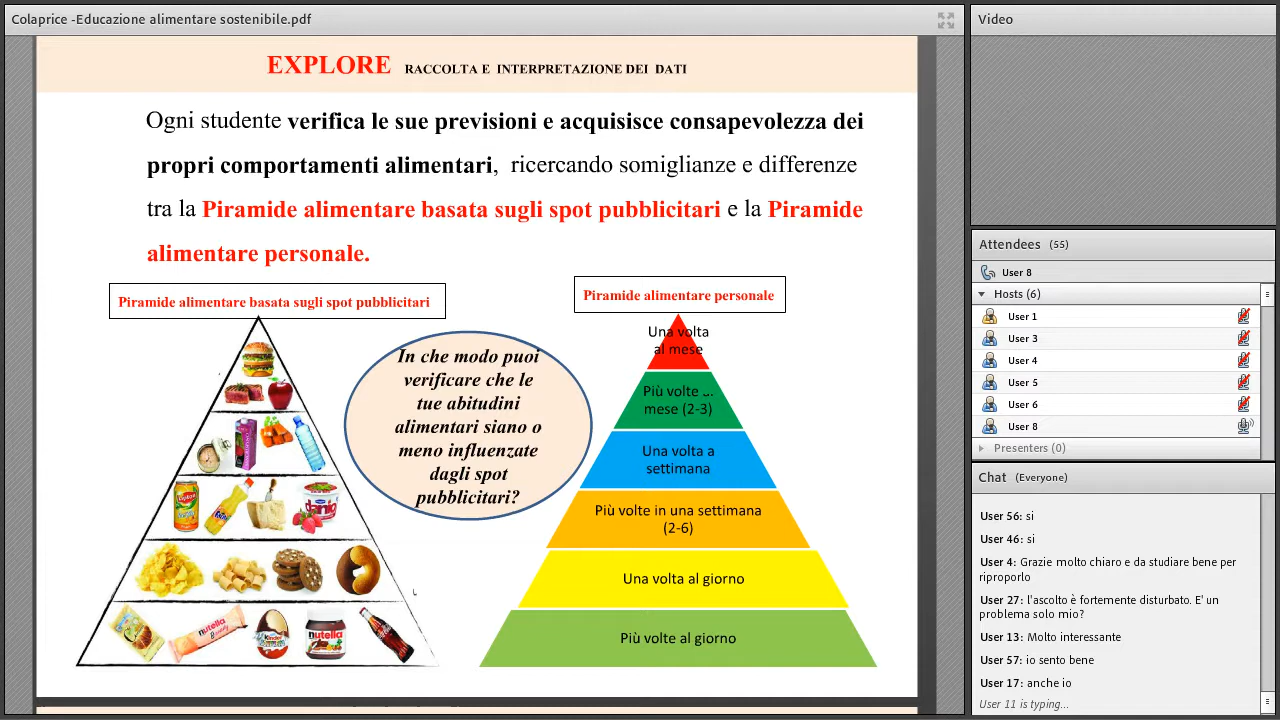 Colaprice -Educazione alimentare sostenibile.pdf
EXPLORE RACCOLTA E INTERPRETAZIONE DEI DATI
Ogni studente verifica le sue previsioni e acquisisce consapevolezza dei
propri comportamenti alimentari, ricercando somiglianze e differenze
tra la Piramide alimentare basata sugli spot pubblicitari e la Piramide
alimentare personale.
Piramide alimentare basata sugli spot pubblicitari
In che modo puoi
verificare che le
tue abitudini
alimentari siano o
meno influenzate
dagli spot
pubblicitari?
nutella
Kinder
nutella
Piramide alimentare personale
Una volta
al mese
Più volte al
mese (2-3)
Una volta a
settimana
Più volte in una settimana
(2-6)
Una volta al giorno
Più volte al giorno
Video
Attendees (55)
User 8
Hosts (6)
User 1
User 3
User 4
User 5
User 6
User 8
Presenters (0)
Chat (Everyone)
User 56: si
User 46: si
User 4: Grazie molto chiaro e da studiare bene per
riproporlo
User 27: l'ascolto è fortemente disturbato. E' un
problema solo mio?
User 13: Molto interessante
User 57: io sento bene
User 17: anche io
User 11 is typing...